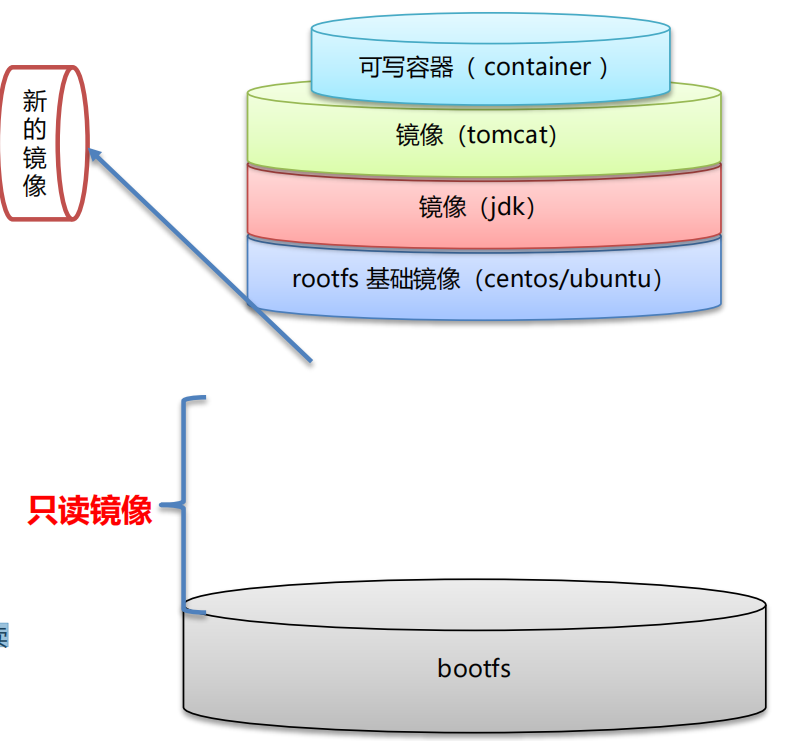 可写容器（container）
新的镜像
镜像（tomcat）
镜像（jdk）
rootfs 基础镜像（centos/ubuntu）
只读镜像
bootfs